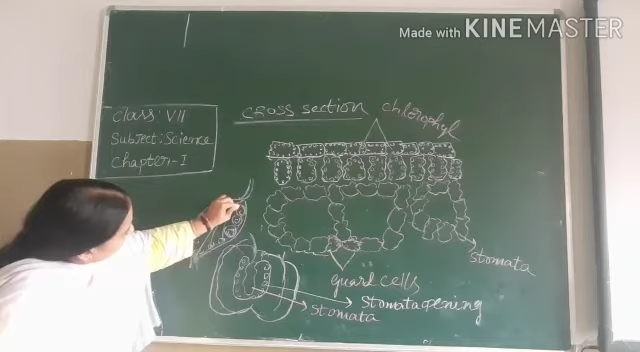 Made with KINEMASTER
Class: VII
Subject: Science
Chapter-I
cross section
chlorophyl
stomata
guard cells
stomata opening
stomata